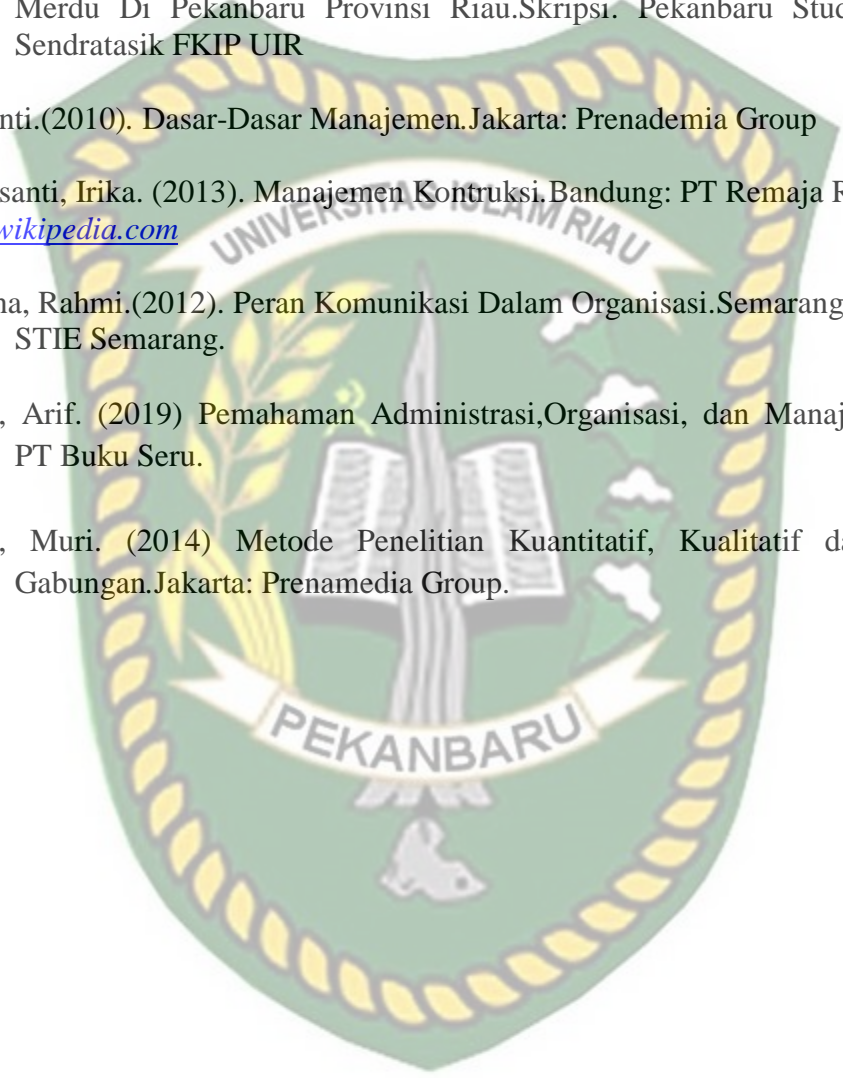 Merdu Di Pekanbaru Provinsi Riau.Skripsi. Pekanbaru Stud
Sendratasik FKIP UIR
nti.(2010). Dasar-Dasar Manajemen.Jakarta: Prenademia Group
santi, Irika. (2013). Manajemen Kontruksi.Bandung: PT Remaja R
wikipedia.com
UNIVERSITAS ISLAM RIAU
na, Rahmi.(2012). Peran Komunikasi Dalam Organisasi.Semarang
STIE Semarang.
, Arif. (2019) Pemahaman Administrasi,Organisasi, dan Manaj
PT Buku Seru.
, Muri. (2014) Metode Penelitian Kuantitatif, Kualitatif da
Gabungan.Jakarta: Prenamedia Group.
PEKANBARU